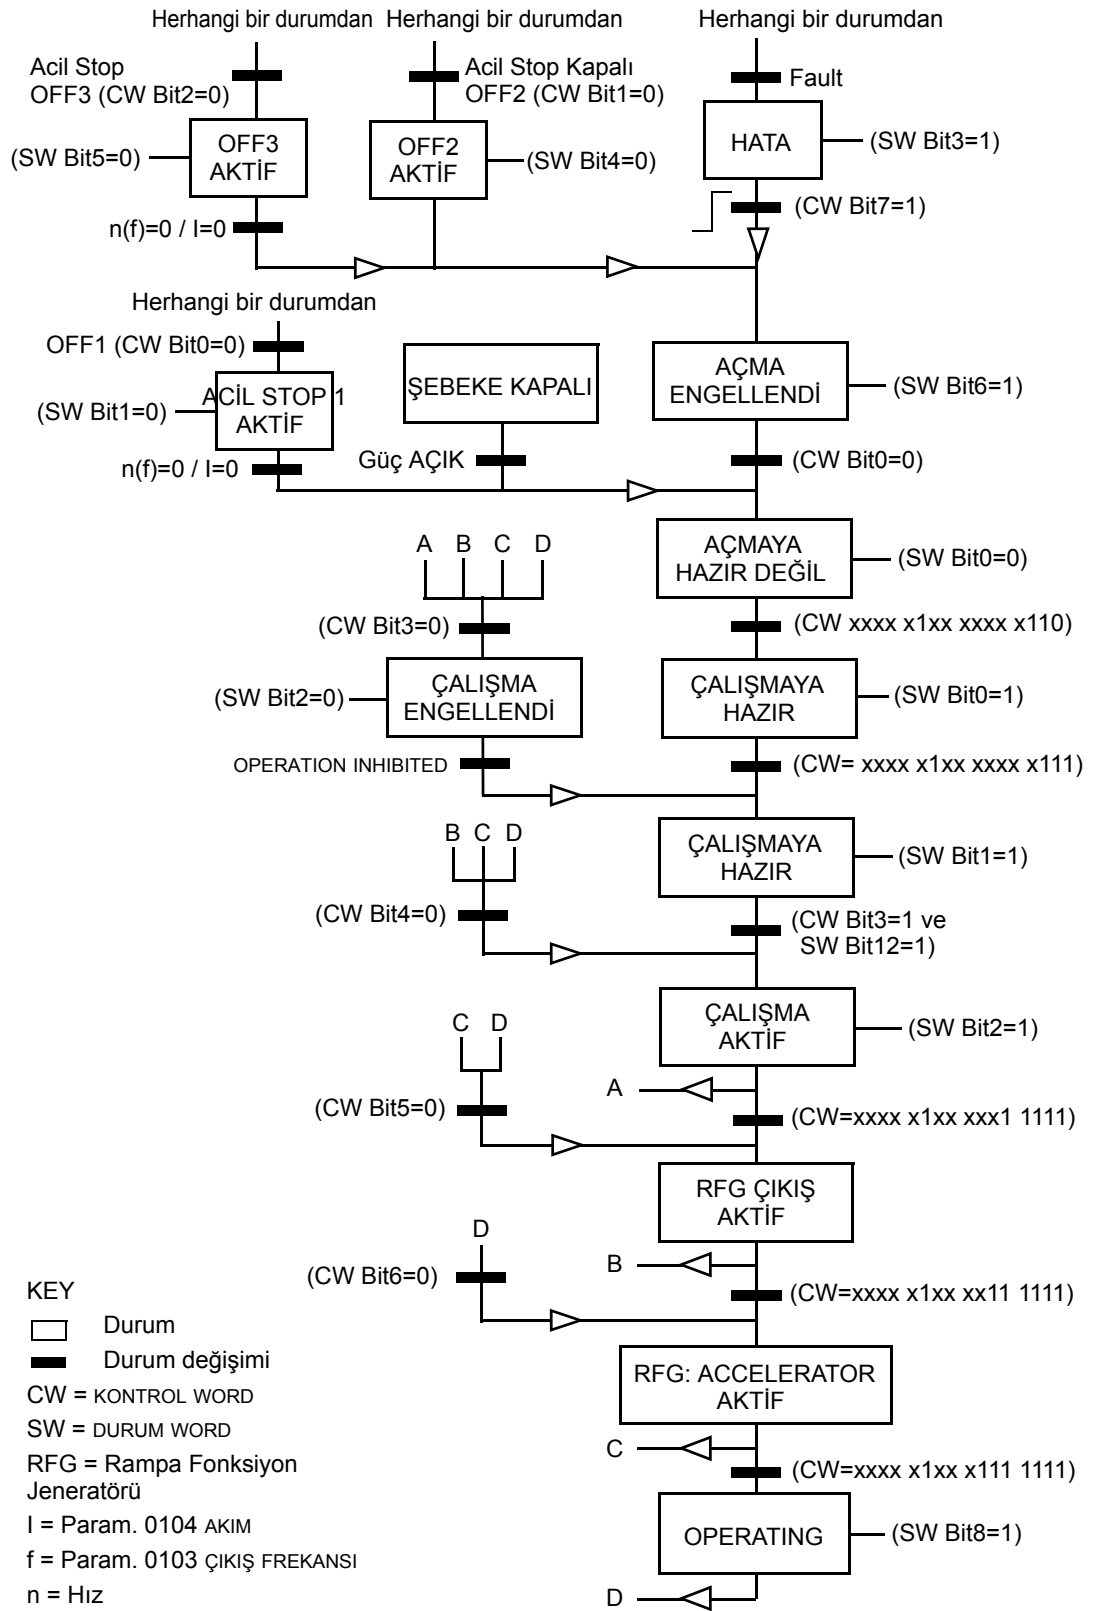 Herhangi bir durumdan
Herhangi bir durumdan
Herhangi bir durumdan
Acil Stop
OFF3 (CW Bit2=0)
Acil Stop Kapalı
OFF2 (CW Bit1=0)
Fault
OFF3
AKTİF
(SW Bit5=0)
OFF2
AKTİF
(SW Bit4=0)
HATA
(SW Bit3=1)
n(f)=0 / I=0
(CW Bit7=1)
Herhangi bir durumdan
OFF1 (CW Bit0=0)
ACİL STOP 1
AKTİF
(SW Bit1=0)
n(f)=0 / I=0
ŞEBEKE KAPALI
Güç AÇIK
AÇMA
ENGELLENDİ
(SW Bit6=1)
(CW Bit0=0)
AÇMAYA
HAZIR DEĞİL
(SW Bit0=0)
A B C D
(CW Bit3=0)
(CW xxxx x1xx xxxx x110)
ÇALIŞMA
ENGELLENDİ
(SW Bit2=0)
ÇALIŞMAYA
HAZIR
(SW Bit0=1)
OPERATION INHIBITED
(CW= xxxx x1xx xxxx x111)
B C D
ÇALIŞMAYA
HAZIR
(SW Bit1=1)
(CW Bit4=0)
(CW Bit3=1 ve
SW Bit12=1)
ÇALIŞMA
AKTİF
(SW Bit2=1)
C D
A
(CW Bit5=0)
(CW=xxxx x1xx xxx1 1111)
RFG ÇIKIŞ
AKTİF
D
B
(CW Bit6=0)
(CW=xxxx x1xx xx11 1111)
RFG: ACCELERATOR
AKTİF
C
(CW=xxxx x1xx x111 1111)
OPERATING
(SW Bit8=1)
D
KEY
Durum
Durum değişimi
CW = KONTROL WORD
SW = DURUM WORD
RFG = Rampa Fonksiyon
Jeneratörü
I = Param. 0104 AKIM
f = Param. 0103 ÇIKIŞ FREKANSI
n = Hız